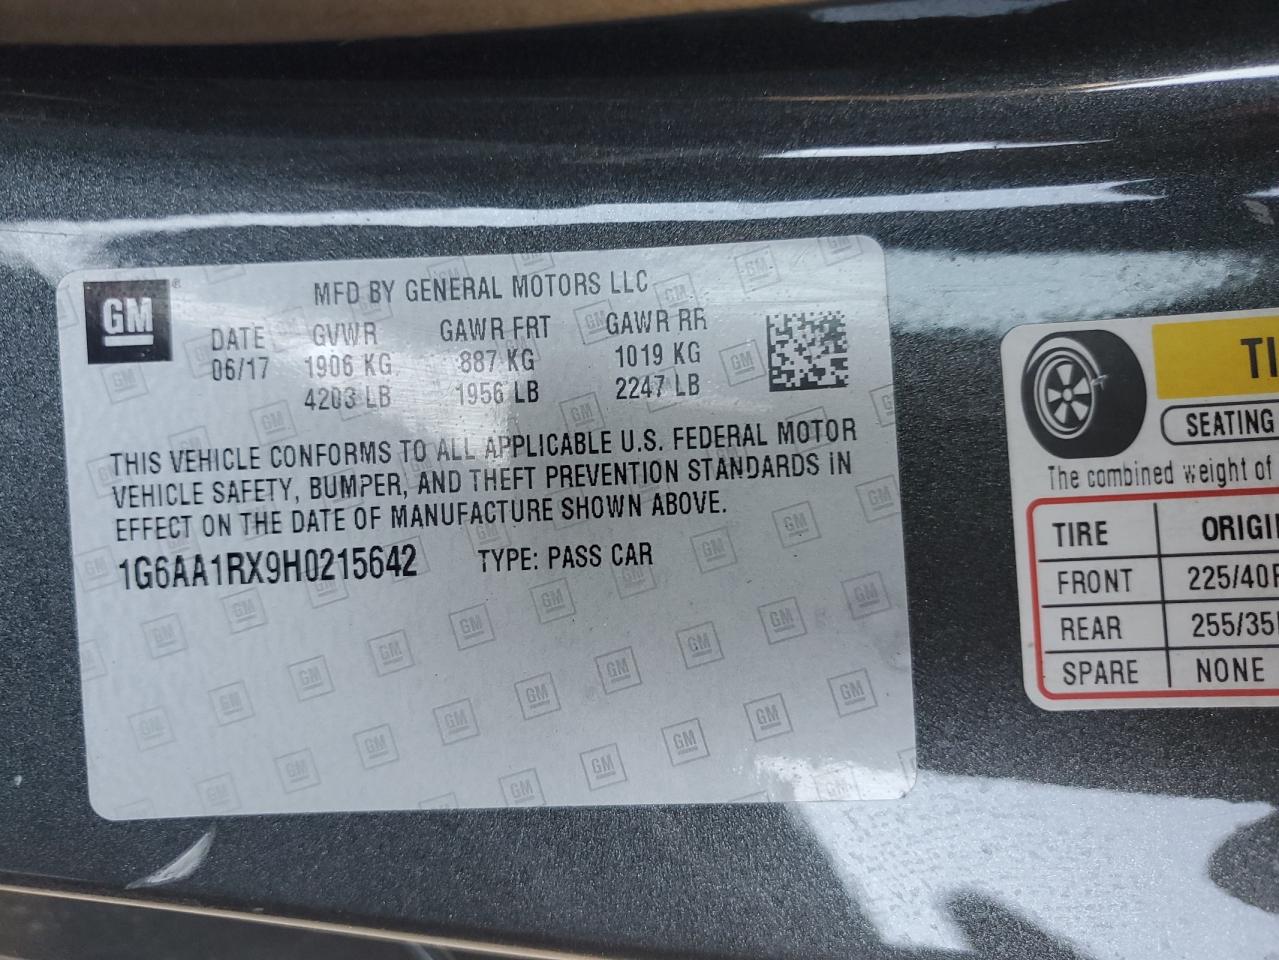 GM
MFD BY GENERAL MOTORS LLC
DATE GVWR GAWR FRT GAWR RR
06/17 1906 KG 887 KG 1019 KG
4203 LB 1956 LB 2247 LB
THIS VEHICLE CONFORMS TO ALL APPLICABLE U.S. FEDERAL MOTOR
VEHICLE SAFETY, BUMPER, AND THEFT PREVENTION STANDARDS IN
EFFECT ON THE DATE OF MANUFACTURE SHOWN ABOVE.
1G6AA1RX9H0215642 TYPE: PASS CAR
SEATING
The combined weight of
TIRE
FRONT 225/40
REAR 255/35
SPARE NONE